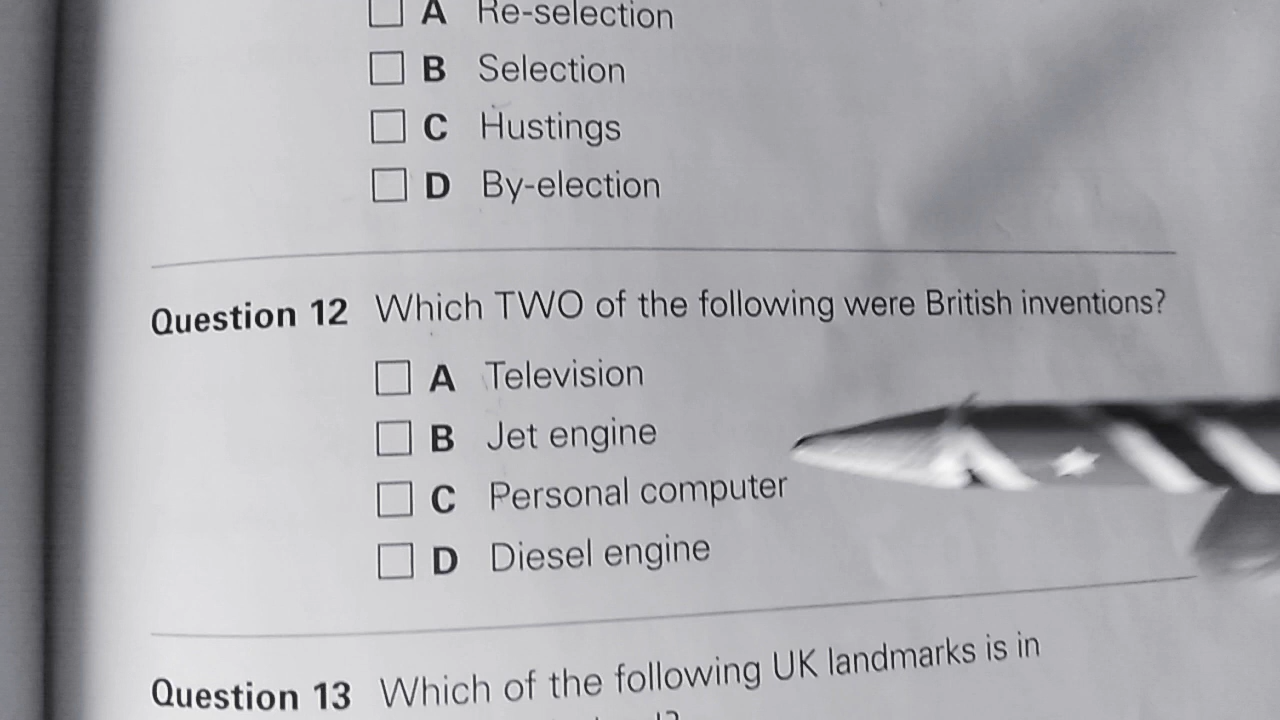 A Re-selection
B Selection
C Hustings
D By-election
Question 12 Which TWO of the following were British inventions?
A Television
B Jet engine
C Personal computer
D Diesel engine
Question 13 Which of the following UK landmarks is in